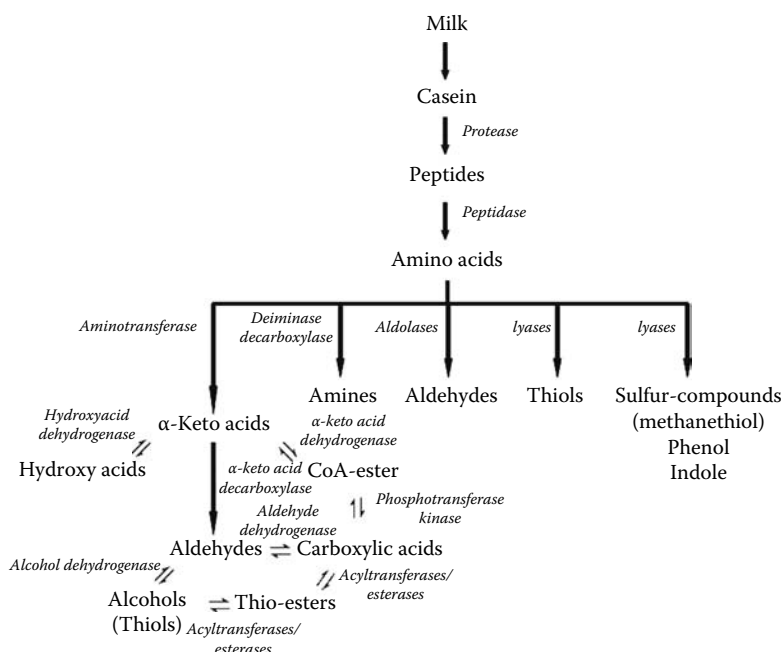 Milk
Casein
Protease
Peptides
Peptidase
Amino acids
Aminotransferase
Deiminase
decarboxylase
Aldolases
lyases
lyases
Amines
Aldehydes
Thiols
Sulfur-compounds
(methanethiol)
Phenol
Indole
α-Keto acids
α-keto acid
dehydrogenase
Hydroxyacid
dehydrogenase
Hydroxy acids
α-keto acid
decarboxylase
CoA-ester
Aldehyde
dehydrogenase
Phosphotransferase
kinase
Aldehydes
Carboxylic acids
Alcohol dehydrogenase
Acyltransferases/
esterases
Alcohols
(Thiols)
Thio-esters
Acyltransferases/
esterases